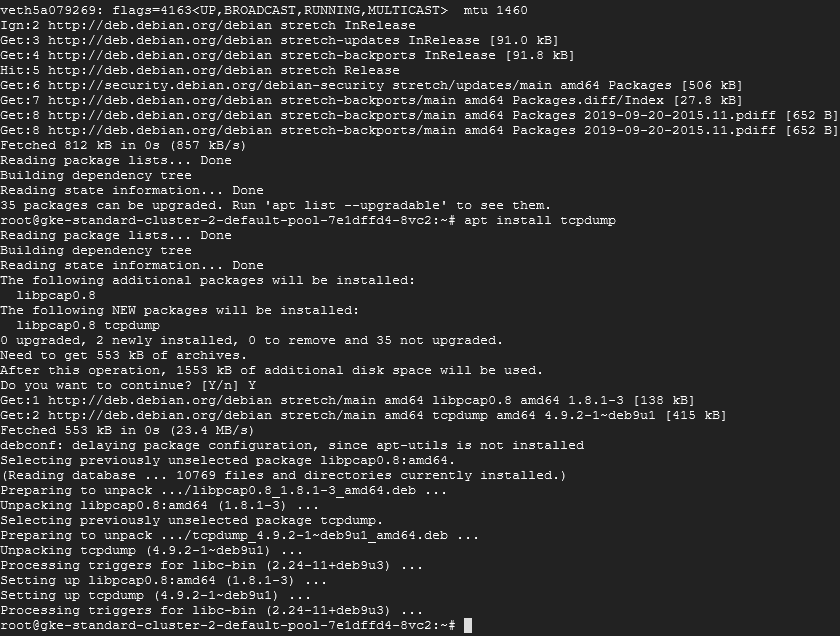 veth5a079269: flags=4163<UP,BROADCAST,RUNNING,MULTICAST>  mtu 1460
Ign:2 http://deb.debian.org/debian stretch InRelease
Get:3 http://deb.debian.org/debian stretch-updates InRelease [91.0 kB]
Get:4 http://deb.debian.org/debian stretch-backports InRelease [91.8 kB]
Hit:5 http://deb.debian.org/debian stretch Release
Get:6 http://security.debian.org/debian-security stretch/updates/main amd64 Packages [506 kB]
Get:7 http://deb.debian.org/debian stretch-backports/main amd64 Packages.diff/Index [27.8 kB]
Get:8 http://deb.debian.org/debian stretch-backports/main amd64 Packages 2019-09-20-2015.11.pdiff [652 B]
Get:8 http://deb.debian.org/debian stretch-backports/main amd64 Packages 2019-09-20-2015.11.pdiff [652 B]
Fetched 812 kB in 0s (857 kB/s)
Reading package lists... Done
Building dependency tree
Reading state information... Done
35 packages can be upgraded. Run 'apt list --upgradable' to see them.
root@gke-standard-cluster-2-default-pool-7e1dffd4-8vc2:~# apt install tcpdump
Reading package lists... Done
Building dependency tree
Reading state information... Done
The following additional packages will be installed:
  libpcap0.8
The following NEW packages will be installed:
  libpcap0.8 tcpdump
0 upgraded, 2 newly installed, 0 to remove and 35 not upgraded.
Need to get 553 kB of archives.
After this operation, 1553 kB of additional disk space will be used.
Do you want to continue? [Y/n] Y
Get:1 http://deb.debian.org/debian stretch/main amd64 libpcap0.8 amd64 1.8.1-3 [138 kB]
Get:2 http://deb.debian.org/debian stretch/main amd64 tcpdump amd64 4.9.2-1~deb9u1 [415 kB]
Fetched 553 kB in 0s (23.4 MB/s)
debconf: delaying package configuration, since apt-utils is not installed
Selecting previously unselected package libpcap0.8:amd64.
(Reading database ... 10769 files and directories currently installed.)
Preparing to unpack .../libpcap0.8_1.8.1-3_amd64.deb ...
Unpacking libpcap0.8:amd64 (1.8.1-3) ...
Selecting previously unselected package tcpdump.
Preparing to unpack .../tcpdump_4.9.2-1~deb9u1_amd64.deb ...
Unpacking tcpdump (4.9.2-1~deb9u1) ...
Processing triggers for libc-bin (2.24-11+deb9u3) ...
Setting up libpcap0.8:amd64 (1.8.1-3) ...
Setting up tcpdump (4.9.2-1~deb9u1) ...
Processing triggers for libc-bin (2.24-11+deb9u3) ...
root@gke-standard-cluster-2-default-pool-7e1dffd4-8vc2:~#